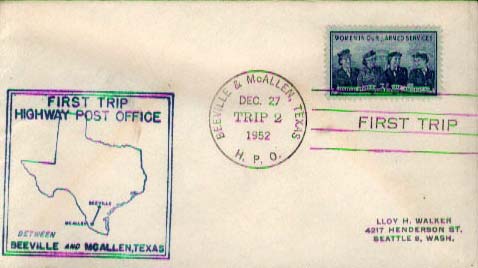 FIRST TRIP
HIGHWAY POST OFFICE
BEEVILLE
McALLEN
BETWEEN
BEEVILLE AND McALLEN, TEXAS
BEEVILLE & McALLEN, TEXAS
DEC. 27
TRIP 2
1952
H. P. O.
WOMEN IN OUR ARMED SERVICES
FIRST TRIP
LLOY H. WALKER
4217 HENDERSON ST.
SEATTLE 8, WASH.